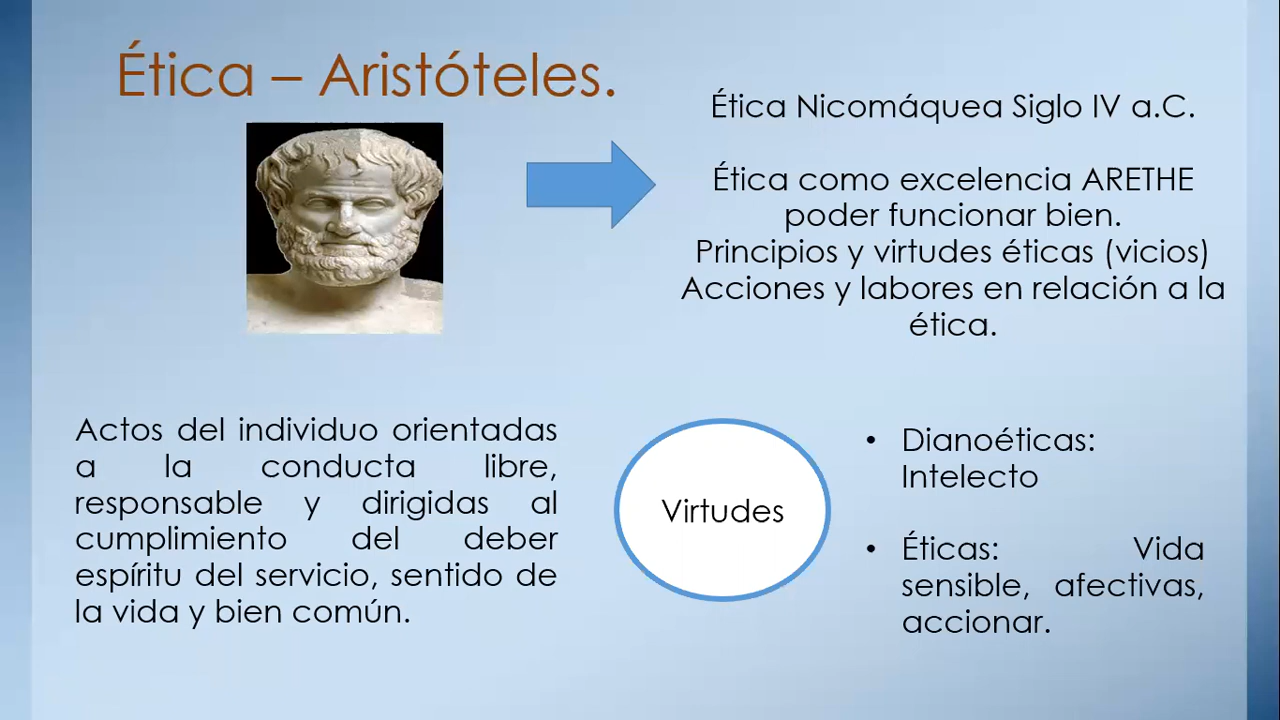 Ética – Aristóteles.
Ética Nicomáquea Siglo IV a.C.
Ética como excelencia ARETHE
poder funcionar bien.
Principios y virtudes éticas (vicios)
Acciones y labores en relación a la
ética.
Actos del individuo orientadas
a la conducta libre,
responsable y dirigidas al
cumplimiento del deber
espíritu del servicio, sentido de
la vida y bien común.
Virtudes
• Dianoéticas:
Intelecto
• Éticas: Vida
sensible, afectivas,
accionar.